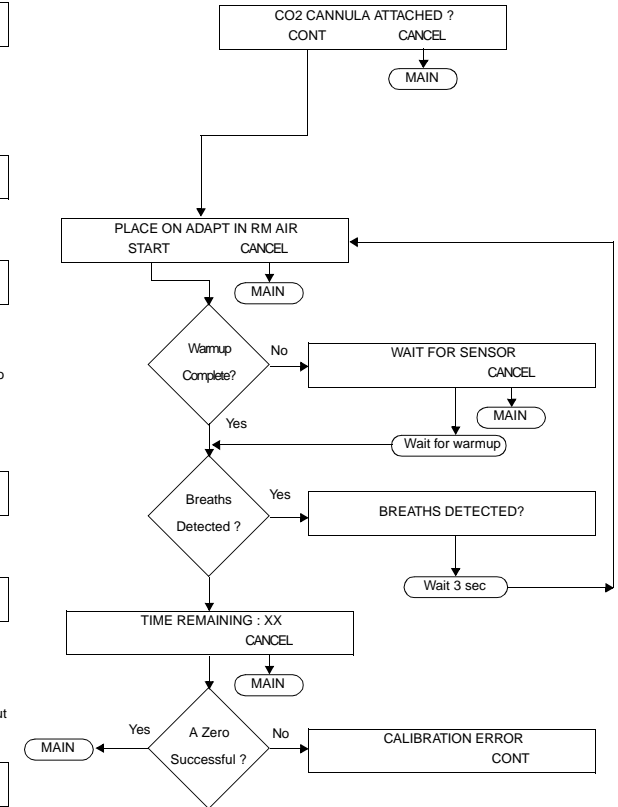 CO2 CANNULA ATTACHED ?
CONT CANCEL
MAIN
PLACE ON ADAPT IN RM AIR
START CANCEL
MAIN
Warmup
Complete?
No
WAIT FOR SENSOR
CANCEL
MAIN
Yes
Wait for warmup
Breaths
Detected ?
Yes
BREATHS DETECTED?
Wait 3 sec
TIME REMAINING : XX
CANCEL
MAIN
A Zero
Successful ?
Yes
MAIN
No
CALIBRATION ERROR
CONT